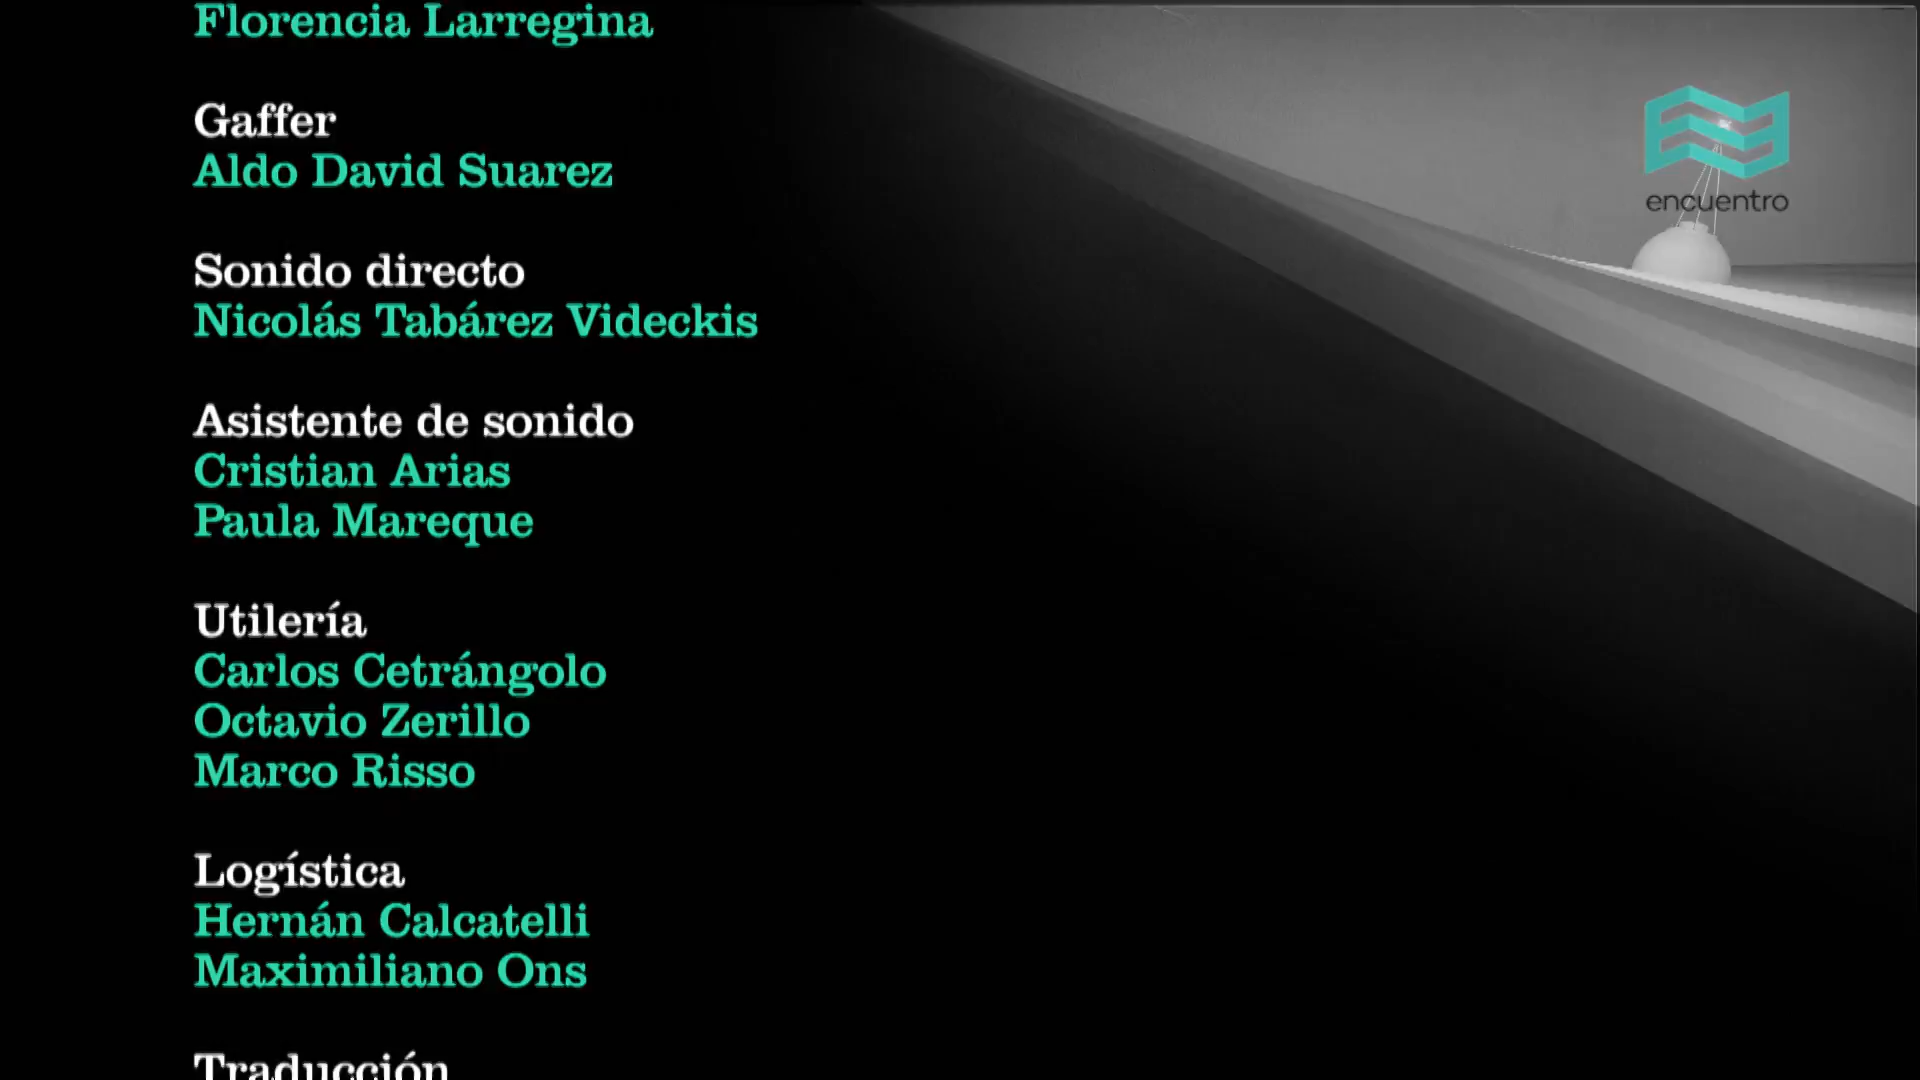 Florencia Larregina
Gaffer
Aldo David Suarez
Sonido directo
Nicolás Tabárez Videckis
Asistente de sonido
Cristian Arias
Paula Mareque
Utilería
Carlos Cetrángolo
Octavio Zerillo
Marco Risso
Logística
Hernán Calcatelli
Maximiliano Ons
Traducción
encuentro